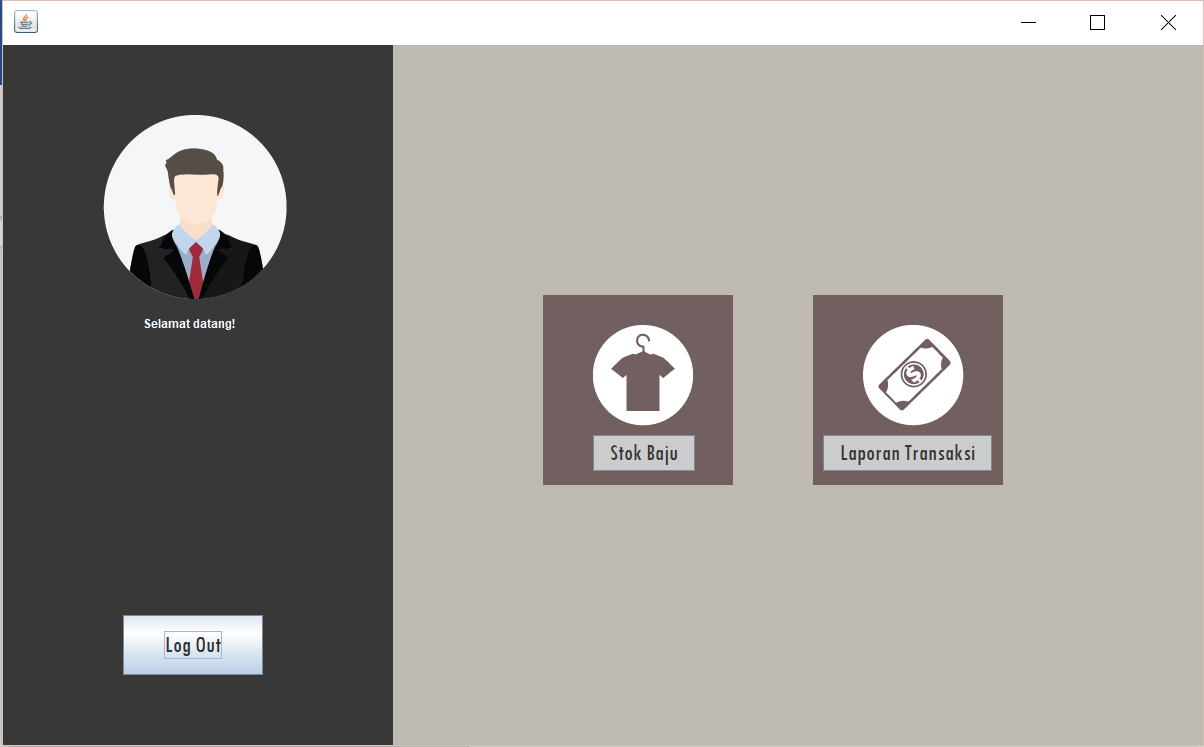 Selamat datang!
Stok Baju
Laporan Transaksi
Log Out